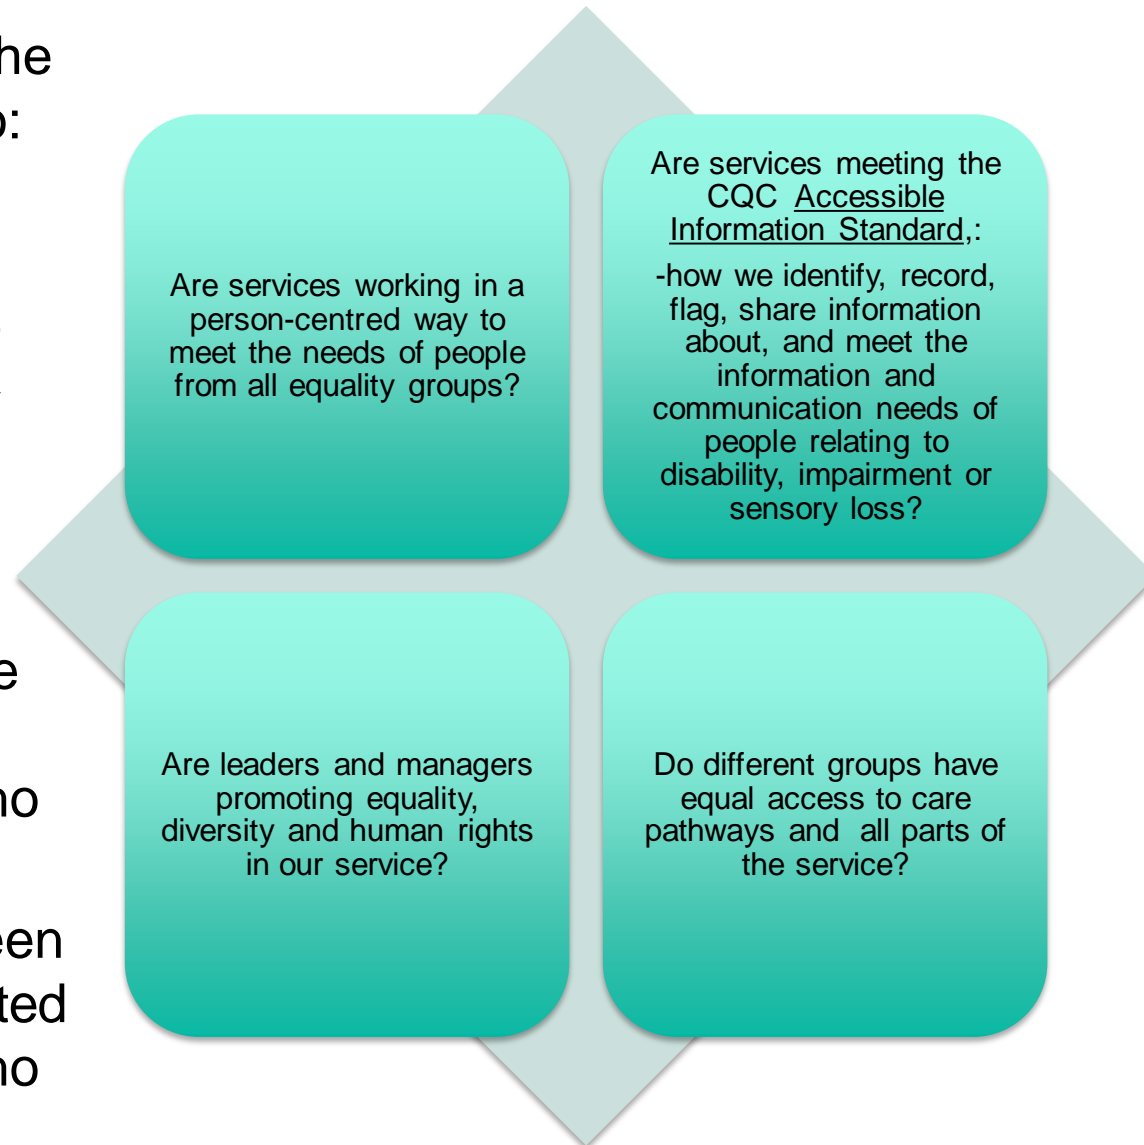 he
:
Are services working in a
person-centred way to
meet the needs of people
from all equality groups?
Are services meeting the
CQC Accessible
Information Standard,:
-how we identify, record,
flag, share information
about, and meet the
information and
communication needs of
people relating to
disability, impairment or
sensory loss?
e
no
een
ted
no
Are leaders and managers
promoting equality,
diversity and human rights
in our service?
Do different groups have
equal access to care
pathways and  all parts of
the service?